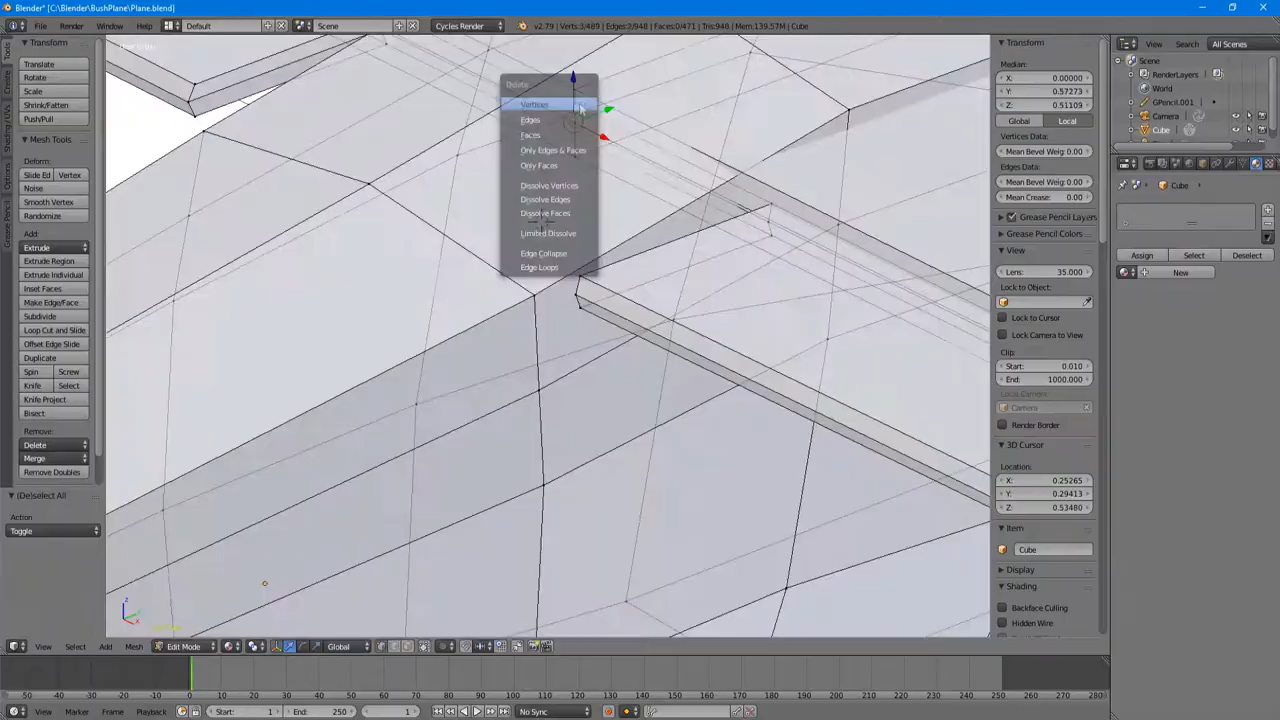 Blender* [C:\Blender\BushPlane\Plane.blend]
File Render Window Help Default Scene Cycles Render v2.79 | Verts:3/489 | Edges:2/948 | Faces:0/471 | Tris:948 | Mem:139.57M | Cube
Tools
Create
Shading / UVs
Options
Grease Pencil
Transform
Translate
Rotate
Scale
Shrink/Fatten
Push/Pull
Mesh Tools
Deform:
Slide Ed Vertex
Noise
Smooth Vertex
Randomize
Add:
Extrude
Extrude Region
Extrude Individual
Inset Faces
Make Edge/Face
Subdivide
Loop Cut and Slide
Offset Edge Slide
Duplicate
Spin Screw
Knife Select
Knife Project
Bisect
Remove:
Delete
Merge
Remove Doubles
(De)select All
Action
Toggle
Delete
Vertices
Edges
Faces
Only Edges & Faces
Only Faces
Dissolve Vertices
Dissolve Edges
Dissolve Faces
Limited Dissolve
Edge Collapse
Edge Loops
Transform
Median:
X: 0.00000
Y: 0.57273
Z: 0.51109
Global Local
Vertices Data:
Mean Bevel Weig: 0.00
Edges Data:
Mean Bevel Weig: 0.00
Mean Crease: 0.00
Grease Pencil Layers
Grease Pencil Colors
View
Lens: 35.000
Lock to Object:
Lock to Cursor
Lock Camera to View
Clip:
Start: 0.010
End: 1000.000
Local Camera:
Camera
Render Border
3D Cursor
Location:
X: 0.25265
Y: 0.29413
Z: 0.53480
Item
Cube
Display
Shading
Backface Culling
Hidden Wire
View Search All Scenes
Scene
RenderLayers
World
GPencil.001
Camera
Cube
Cube
Assign Select Deselect
New
View Select Add Mesh Edit Mode Global
50 40 30 20 10 0 10 20 30 40 50 60 70 80 90 100 110 120 130 140 150 160 170 180 190 200 210 220 230 240 250 260 270 280
View Marker Frame Playback Start: 1 End: 250 1 No Sync